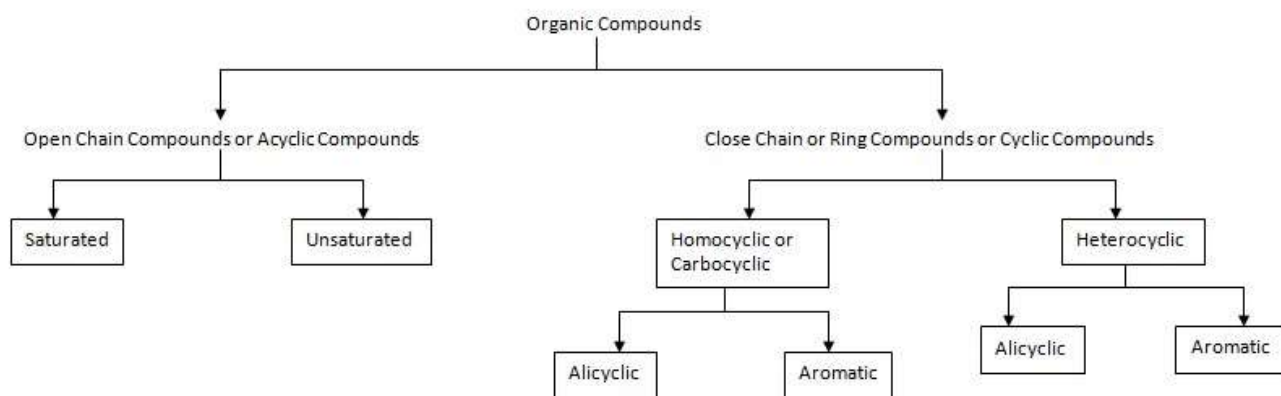 Organic Compounds
Open Chain Compounds or Acyclic Compounds
Close Chain or Ring Compounds or Cyclic Compounds
Saturated
Unsaturated
Homocyclic or
Carbocyclic
Heterocyclic
Alicyclic
Aromatic
Alicyclic
Aromatic